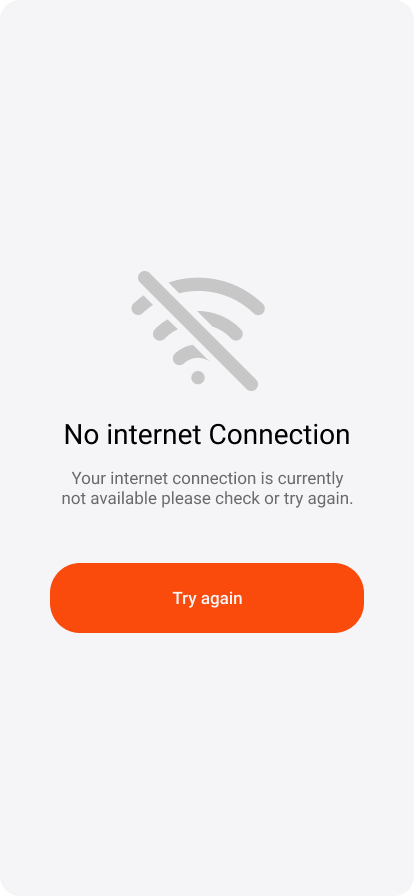 No internet Connection
Your internet connection is currently
not available please check or try again.
Try again